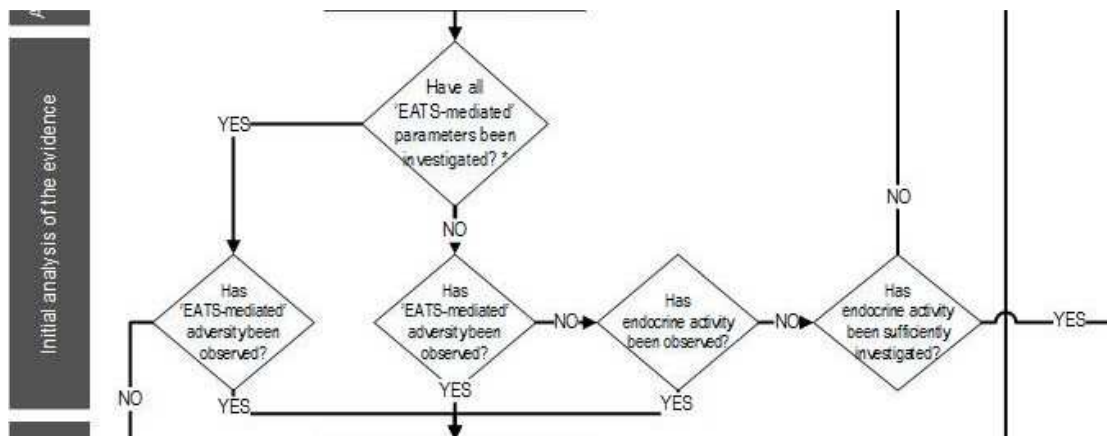 A
Initial analysis of the evidence
Have all
'EATS-mediated'
parameters been
investigated? *
YES
NO
NO
Has
'EATS-mediated'
adversity been
observed?
Has
'EATS-mediated'
adversity been
observed?
NO
Has
endocrine activity
been observed?
NO
Has
endocrine activity
been sufficiently
investigated?
YES
NO
YES
YES
YES